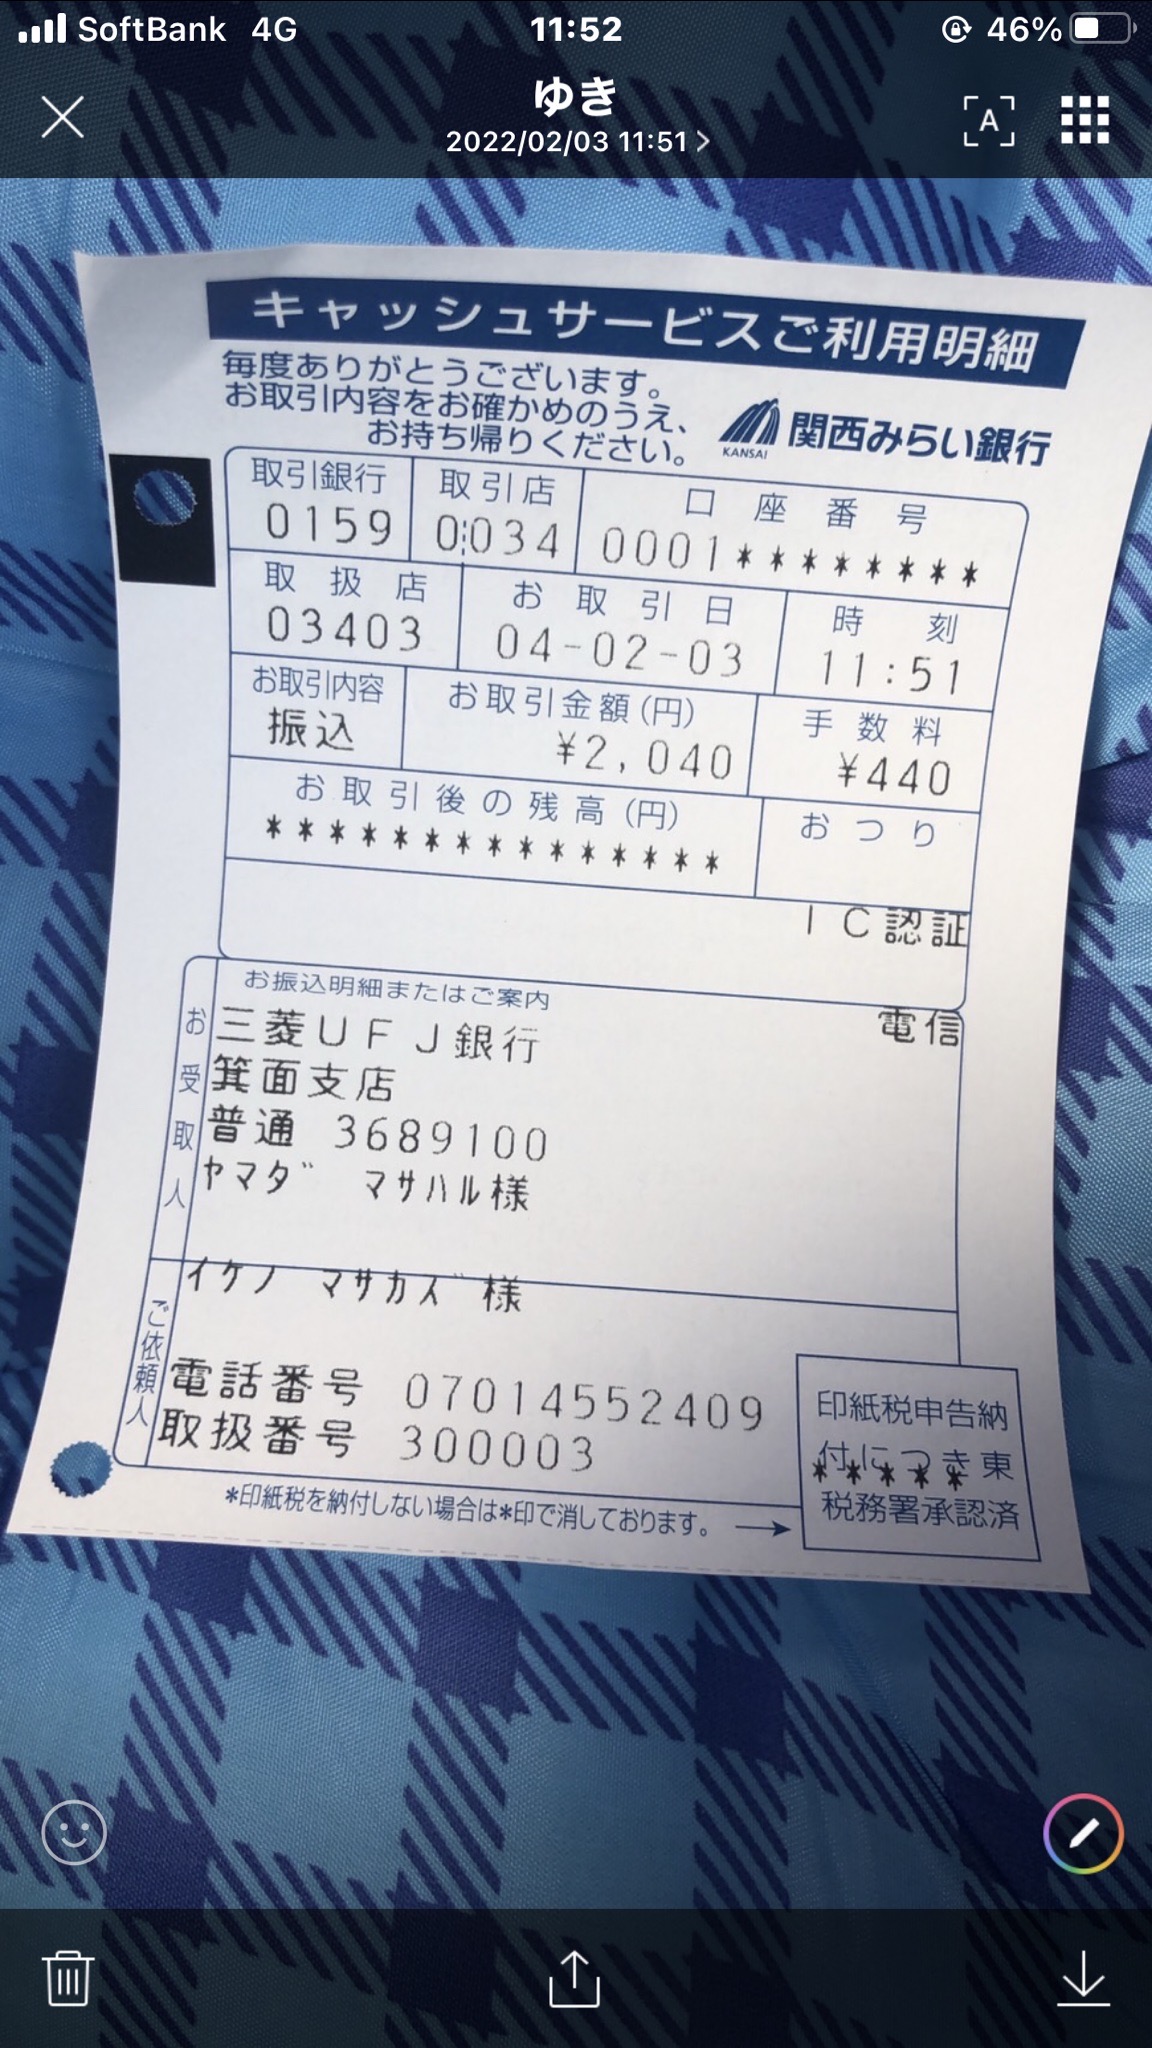 SoftBank 4G 11:52 46%
ゆき
2022/02/03 11:51
A
キャッシュサービスご利用明細
毎度ありがとうございます。
お取引内容をお確かめのうえ、
お持ち帰りください。
KANSAI 関西みらい銀行
取引銀行 取引店 口座番号
0159 0034 0001********
取扱店 お取引日 時刻
03403 04-02-03 11:51
お取引内容 お取引金額(円) 手数料
振込 ¥2,040 ¥440
お取引後の残高(円) おつり
***************
IC認証
お振込明細またはご案内
お受取人
三菱UFJ銀行 電信
箕面支店
普通 3689100
ヤマダ マサハル様
ご依頼人
イケノ マサカズ様
電話番号 07014552409
取扱番号 300003
印紙税申告納
付につき東
*****
税務署承認済
*印紙税を納付しない場合は*印で消しております。